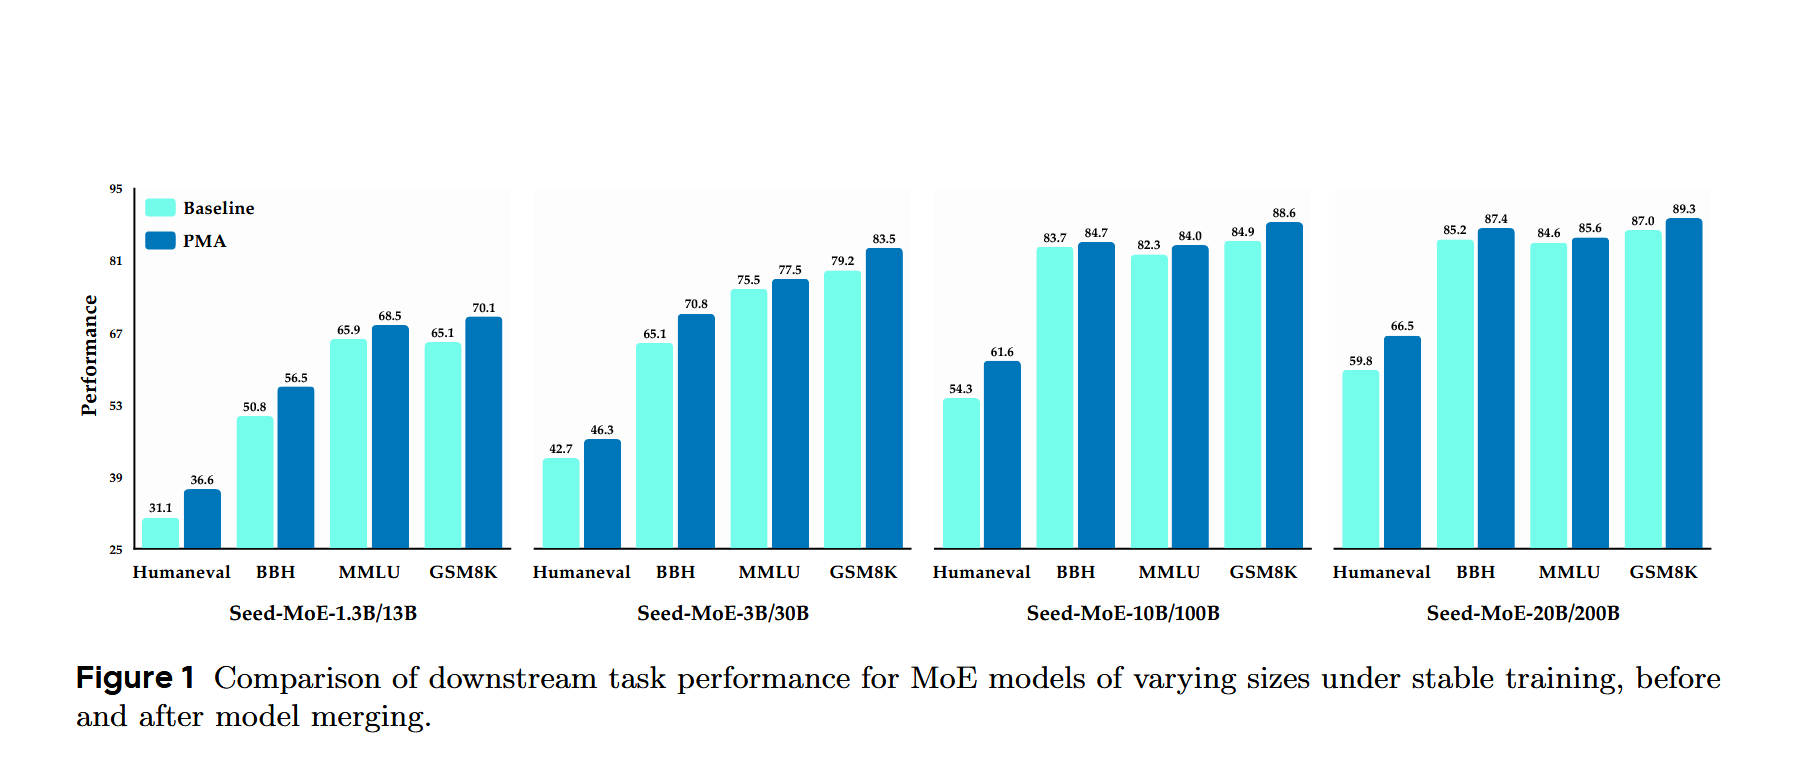 95
81
67
53
39
25
Performance
Baseline
PMA
31.1
36.6
50.8
56.5
65.9
68.5
65.1
70.1
Humaneval BBH MMLU GSM8K
Seed-MoE-1.3B/13B
42.7
46.3
65.1
70.8
75.5
77.5
79.2
83.5
Humaneval BBH MMLU GSM8K
Seed-MoE-3B/30B
54.3
61.6
83.7
84.7
82.3
84.0
84.9
88.6
Humaneval BBH MMLU GSM8K
Seed-MoE-10B/100B
59.8
66.5
85.2
87.4
84.6
85.6
87.0
89.3
Humaneval BBH MMLU GSM8K
Seed-MoE-20B/200B
Figure 1 Comparison of downstream task performance for MoE models of varying sizes under stable training, before
and after model merging.